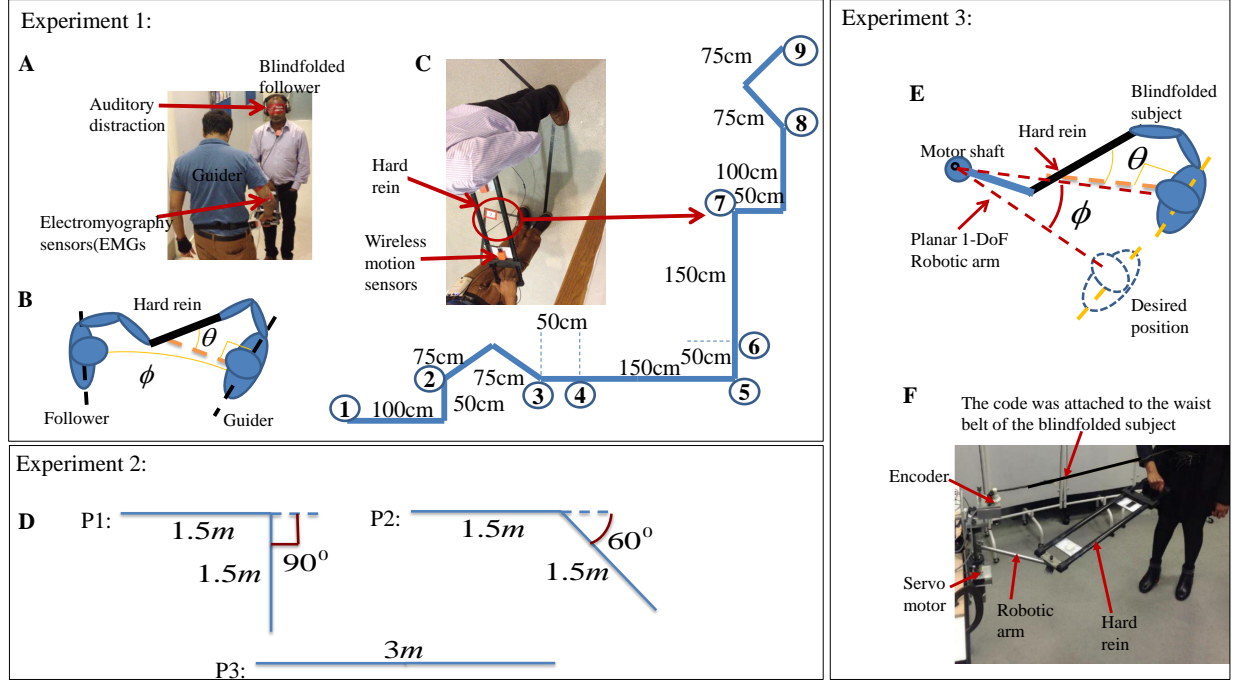 Experiment 1:
A
Blindfolded
follower
Auditory
distraction
Guider
Electromyography
sensors(EMGs
B
Hard rein
θ
ϕ
Follower
Guider
C
Hard
rein
Wireless
motion
sensors
1
100cm
2
50cm
75cm
75cm
3
50cm
4
150cm
5
50cm
6
150cm
7
50cm
100cm
8
75cm
75cm
9
Experiment 2:
D
P1:
1.5m
1.5m
90°
P2:
1.5m
1.5m
60°
P3:
3m
Experiment 3:
E
Blindfolded
subject
Hard rein
Motor shaft
θ
ϕ
Planar 1-DoF
Robotic arm
Desired
position
F
The code was attached to the waist
belt of the blindfolded subject
Encoder
Servo
motor
Robotic
arm
Hard
rein